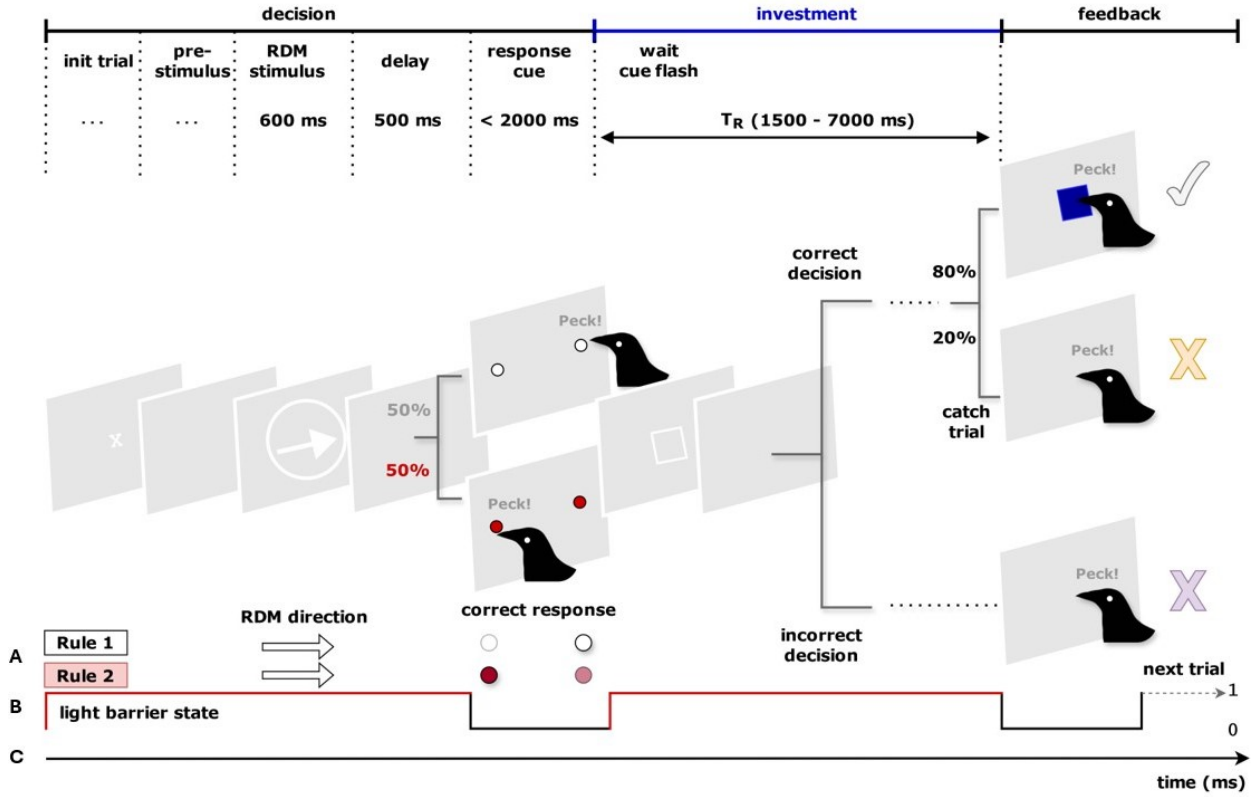 decision investment feedback
init trial pre-stimulus RDM stimulus delay response cue wait cue flash
... ... 600 ms 500 ms < 2000 ms T_R (1500 - 7000 ms)
Peck!
correct decision
80%
Peck!
20%
Peck!
50%
x
catch trial
X
50%
Peck!
Peck!
X
RDM direction correct response incorrect decision
A Rule 1
Rule 2 next trial
B light barrier state 1
0
C
time (ms)